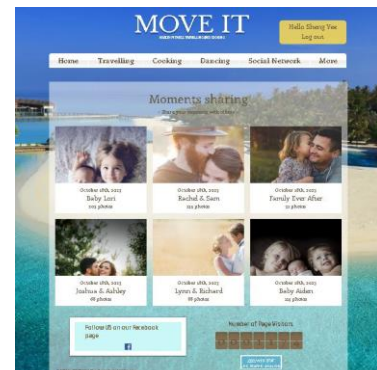 MOVE IT
Hello Sheng Yee
Log out
Home Travelling Cooking Dancing Social Network More
Moments sharing
October 18th, 2013
Baby Lori
October 18th, 2013
Rachel & Sam
October 18th, 2013
Family Ever After
October 18th, 2013
Joshua & Ashley
October 18th, 2013
Lynn & Richard
October 18th, 2013
Baby Aiden
Follow US on our Facebook
page
Number of Page Visitors